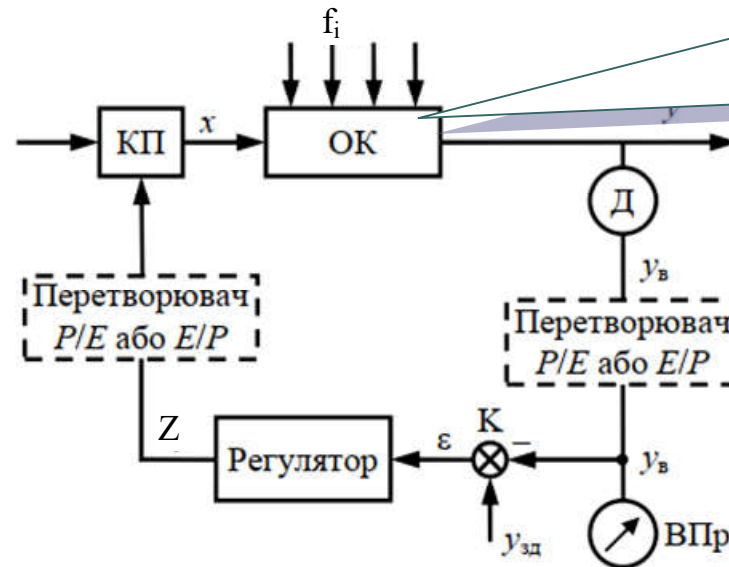 fi
КП
x
ОК
y
Д
yв
Перетворювач
P/E або E/P
Перетворювач
P/E або E/P
Z
Регулятор
ε
К
–
yв
yзд
ВПр